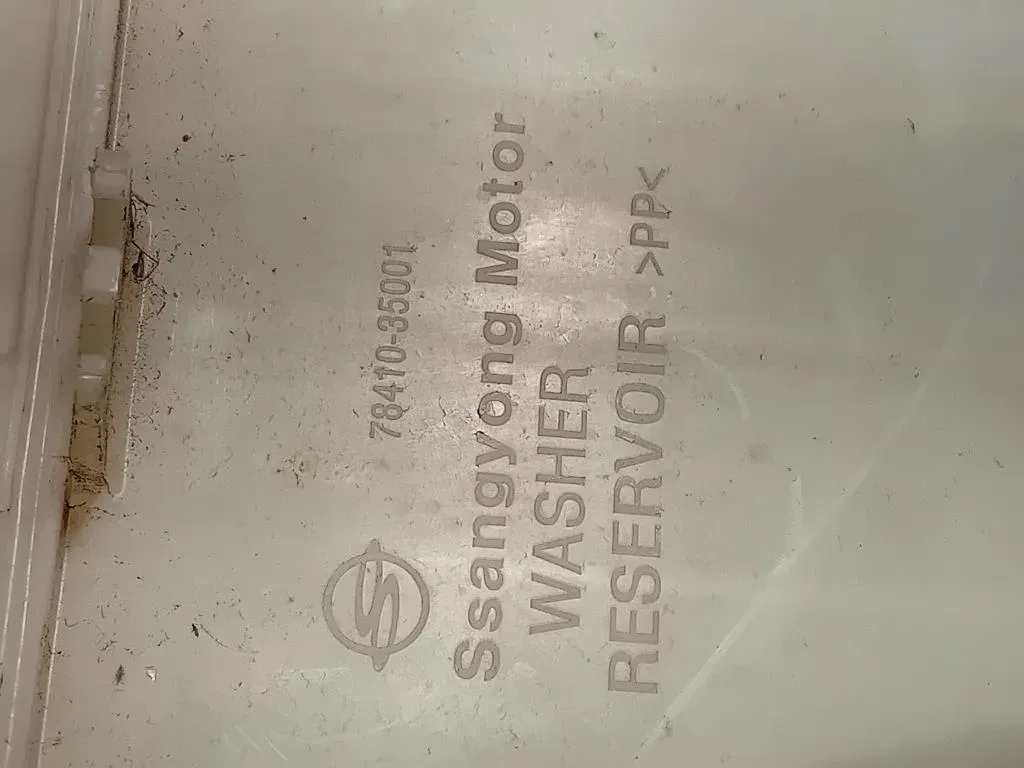 78410-35001
Ssangyong Motor
WASHER
RESERVOIR >PP<